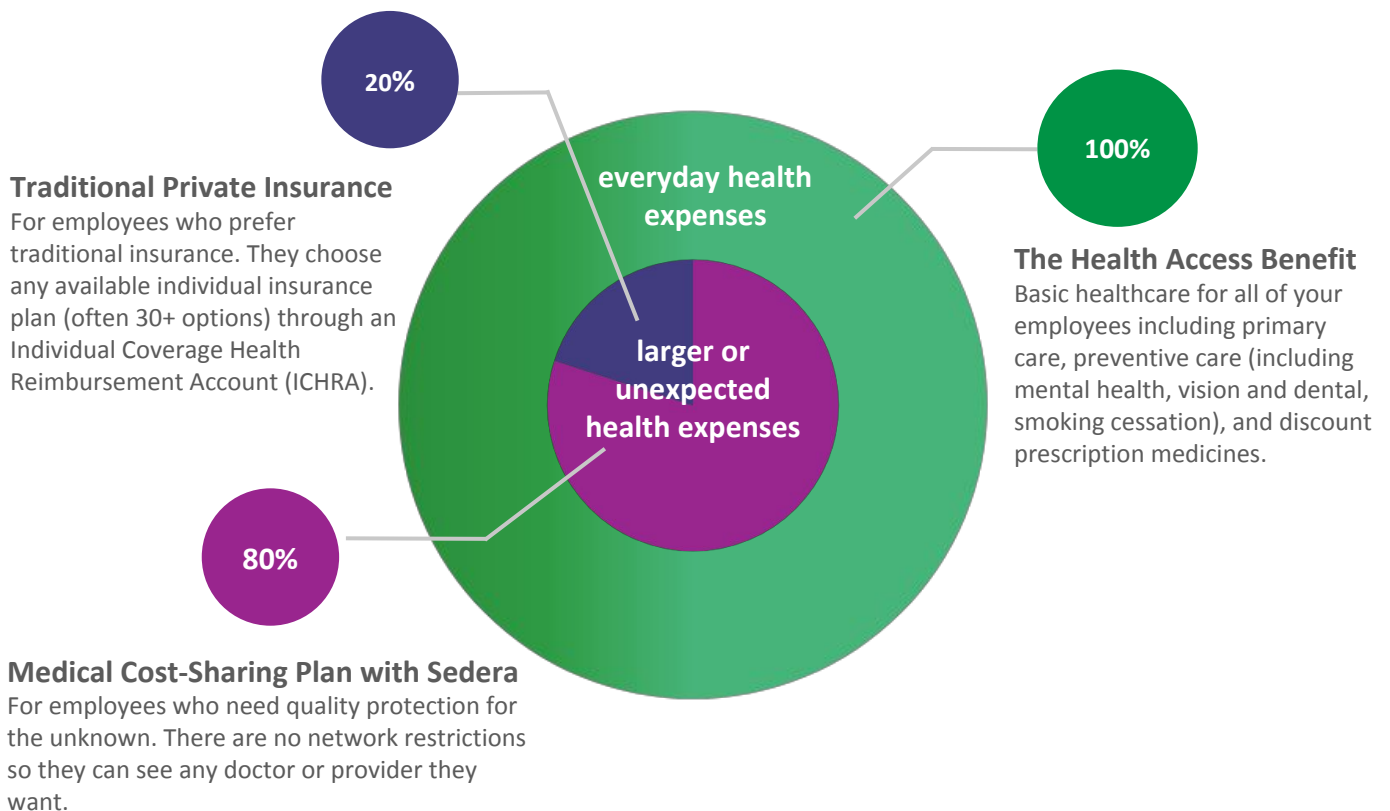 20%
Traditional Private Insurance
For employees who prefer
traditional insurance. They choose
any available individual insurance
plan (often 30+ options) through an
Individual Coverage Health
Reimbursement Account (ICHRA).
everyday health
expenses
larger or
unexpected
health expenses
100%
The Health Access Benefit
Basic healthcare for all of your
employees including primary
care, preventive care (including
mental health, vision and dental,
smoking cessation), and discount
prescription medicines.
80%
Medical Cost-Sharing Plan with Sedera
For employees who need quality protection for
the unknown. There are no network restrictions
so they can see any doctor or provider they
want.